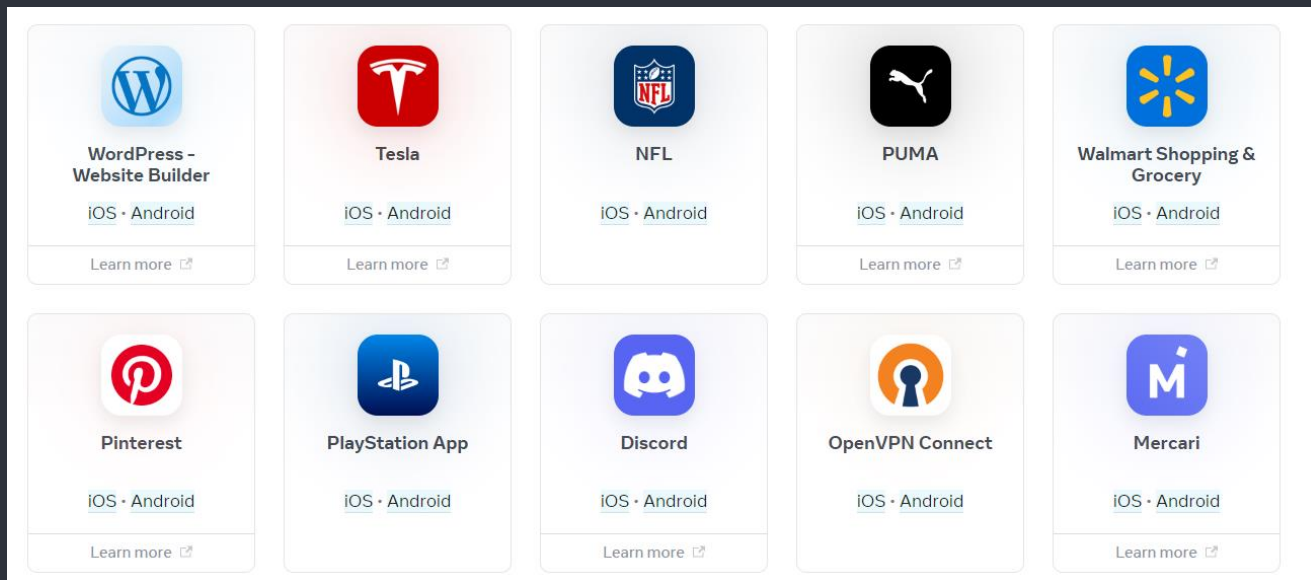 WordPress -
Website Builder
iOS · Android
Learn more
Tesla
iOS · Android
Learn more
NFL
NFL
iOS · Android
PUMA
iOS · Android
Learn more
Walmart Shopping &
Grocery
iOS · Android
Learn more
Pinterest
iOS · Android
Learn more
PlayStation App
iOS · Android
Discord
iOS · Android
Learn more
OpenVPN Connect
iOS · Android
Mercari
iOS · Android
Learn more